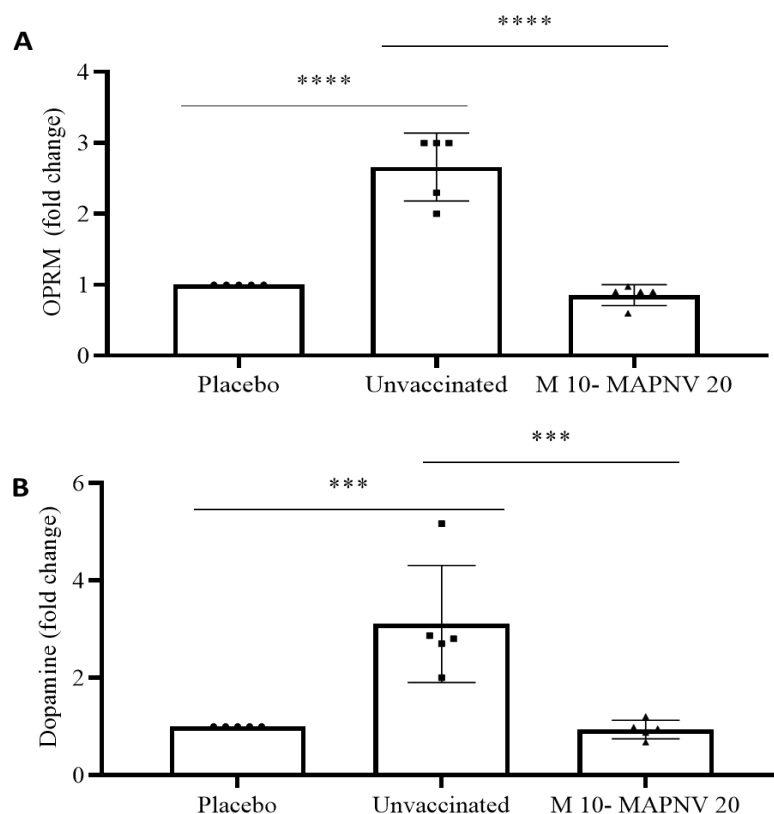 A
****
****
OPRM (fold change)
4
3
2
1
0
Placebo
Unvaccinated
M 10- MAPNV 20
B
***
***
Dopamine (fold change)
6
4
2
0
Placebo
Unvaccinated
M 10- MAPNV 20